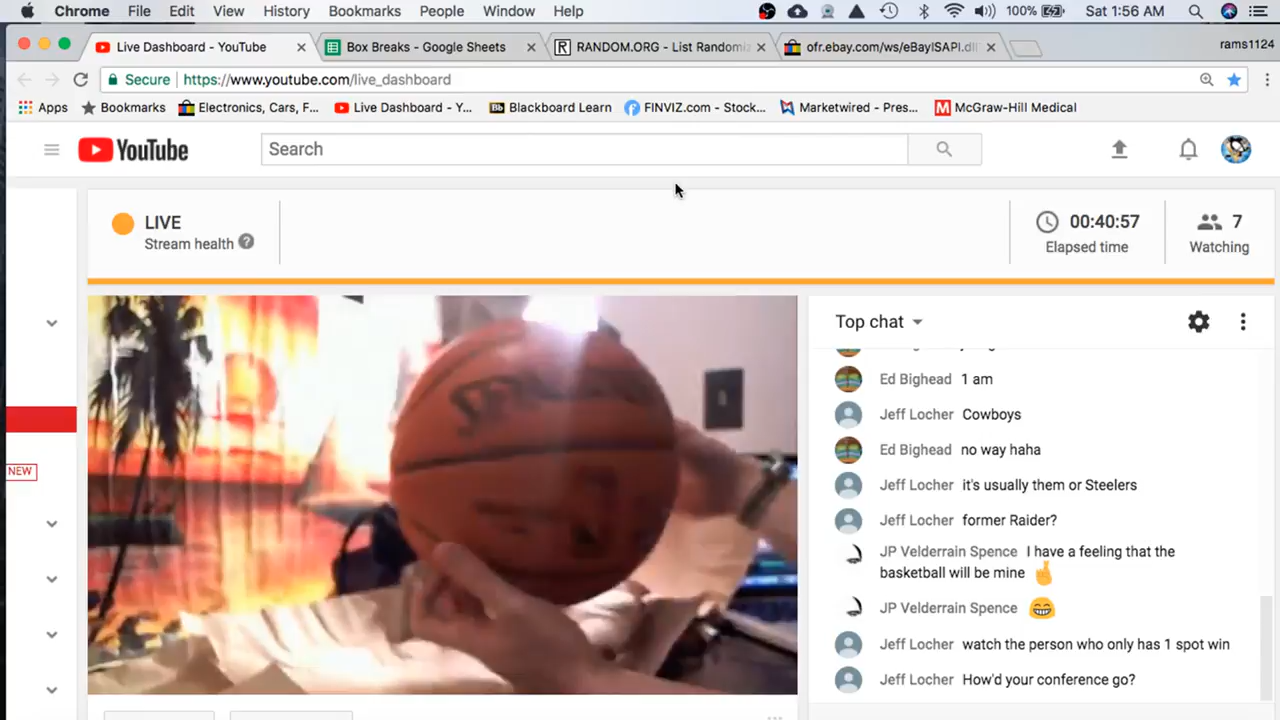 Chrome File Edit View History Bookmarks People Window Help 100% Sat 1:56 AM
Live Dashboard - YouTube Box Breaks - Google Sheets RANDOM.ORG - List Randomiz ofr.ebay.com/ws/eBayISAPI.dll rams1124
Secure https://www.youtube.com/live_dashboard
Apps Bookmarks Electronics, Cars, F... Live Dashboard - Y... Bb Blackboard Learn FINVIZ.com - Stock... Marketwired - Pres... M McGraw-Hill Medical
YouTube Search
LIVE 00:40:57 7
Stream health ? Elapsed time Watching
Top chat
Ed Bighead 1 am
Jeff Locher Cowboys
Ed Bighead no way haha
NEW
Jeff Locher it's usually them or Steelers
Jeff Locher former Raider?
JP Velderrain Spence I have a feeling that the
basketball will be mine
JP Velderrain Spence
Jeff Locher watch the person who only has 1 spot win
Jeff Locher How'd your conference go?